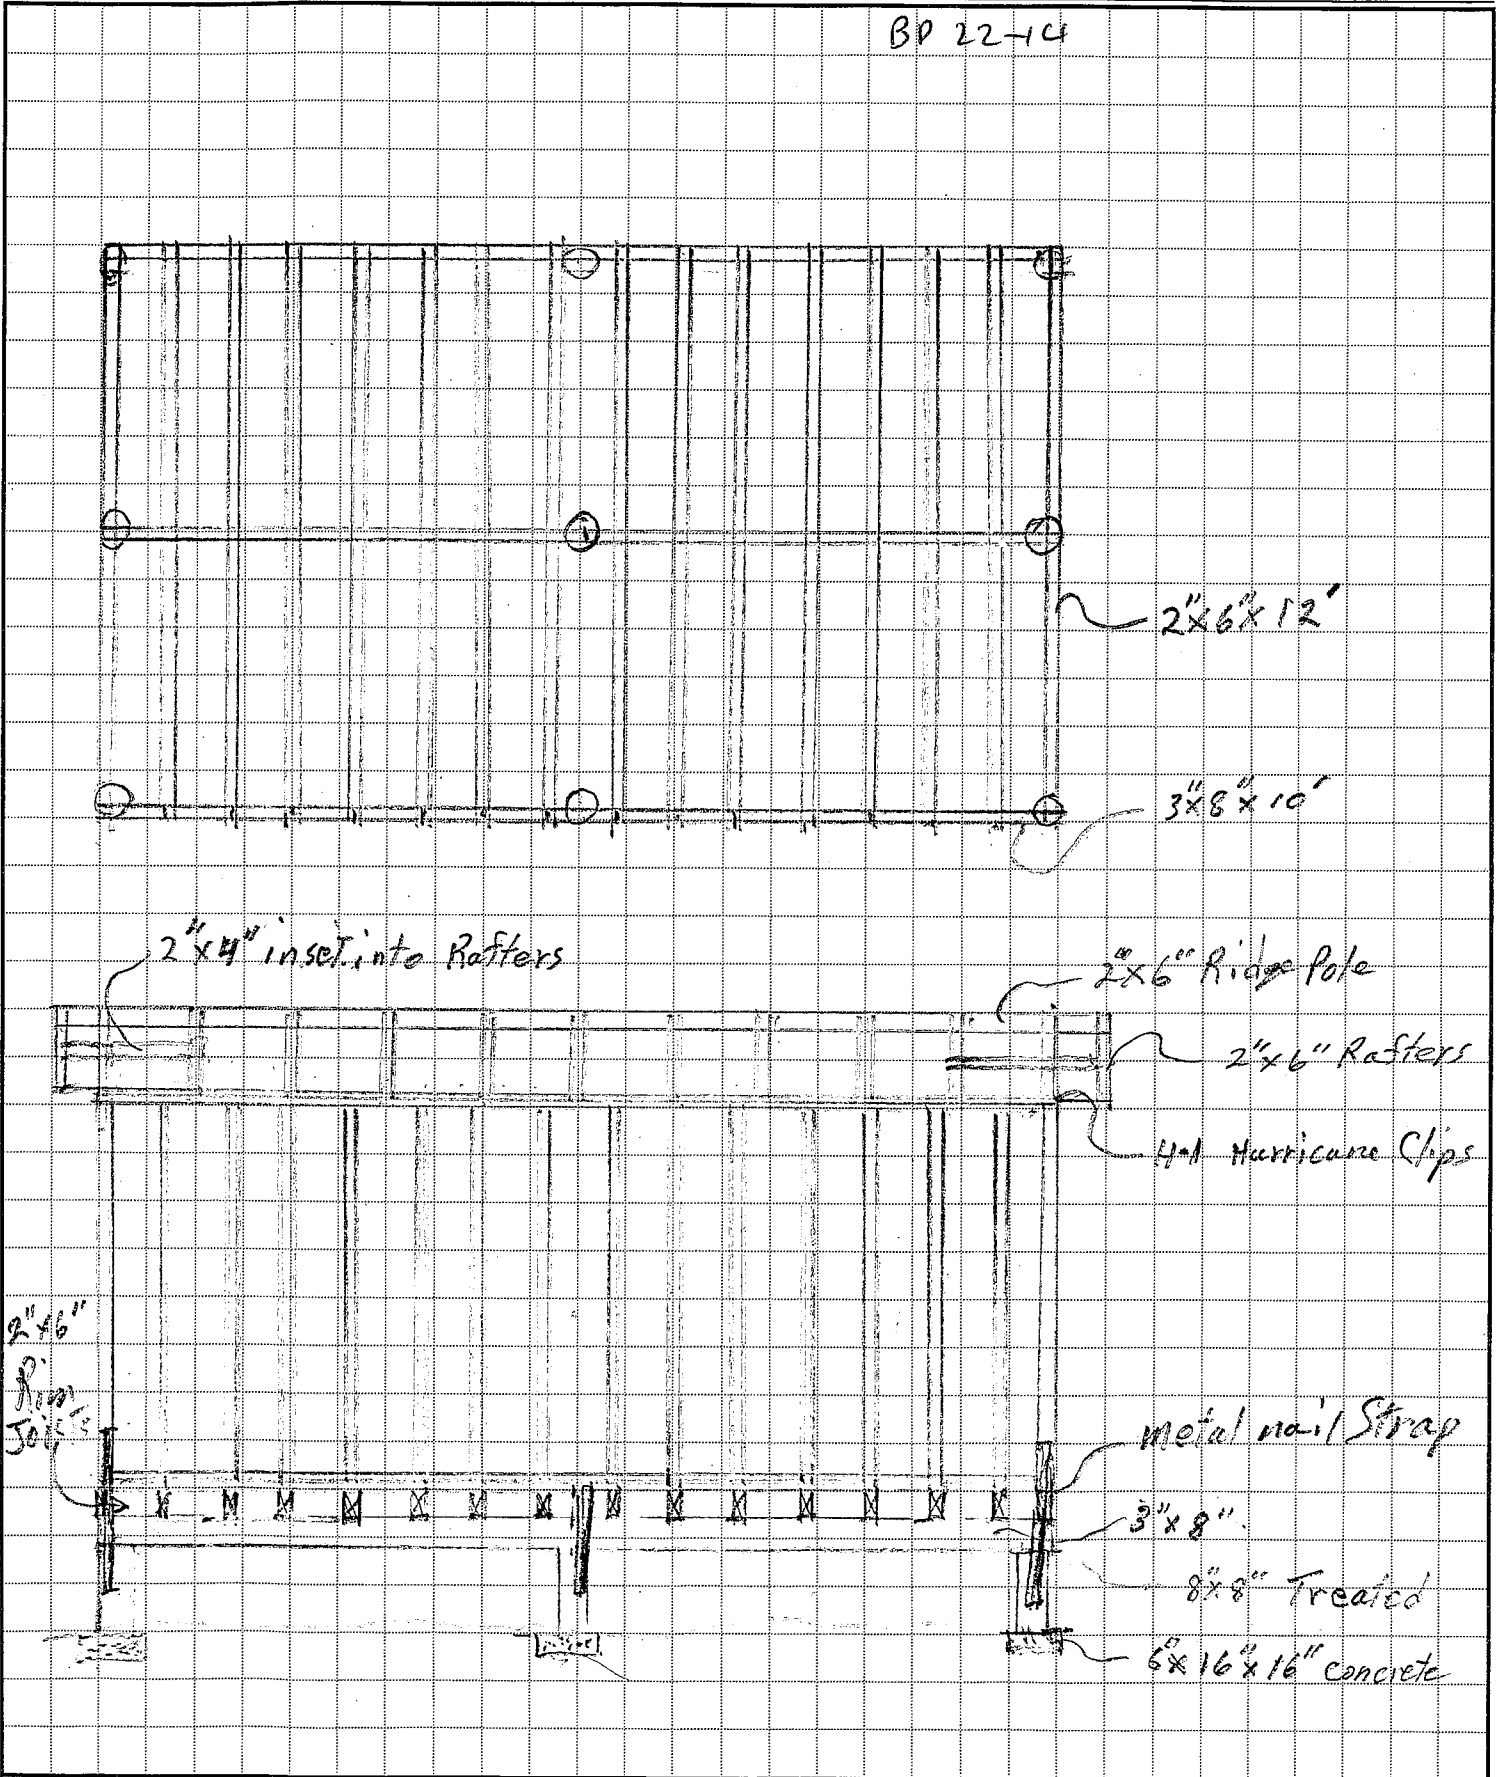 BP 22-14
2"x6"x12'
3"x8"x10'
2"x4" inset into Rafters
2"x6" Ridge Pole
2"x6" Rafters
H-1 Hurricane Clips
2"x6"
Rim
Joists
metal nail Strap
3"x8"
8"x8" Treated
6"x16"x16" concrete